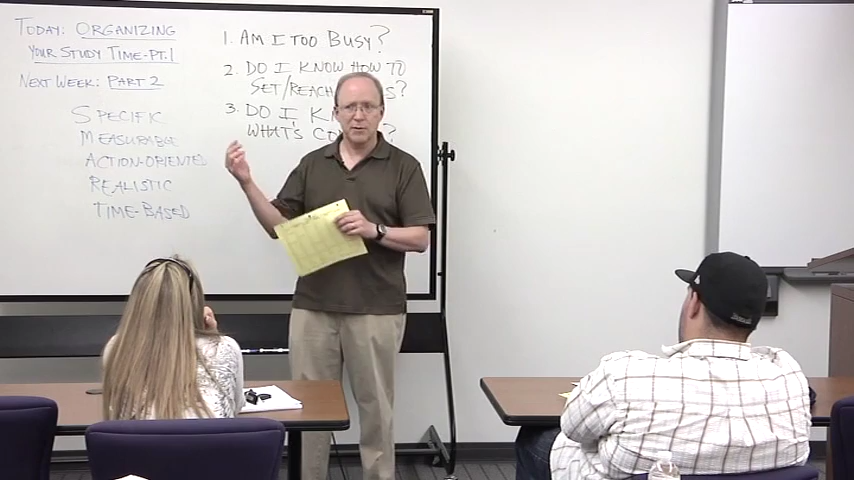 TODAY: ORGANIZING
YOUR STUDY TIME-PT.1
NEXT WEEK: PART 2
SPECIFIC
MEASURABLE
ACTION-ORIENTED
REALISTIC
TIME-BASED
1. AM I TOO BUSY?
2. DO I KNOW HOW TO
SET/REACH S?
3. DO I K
WHAT'S CO ?